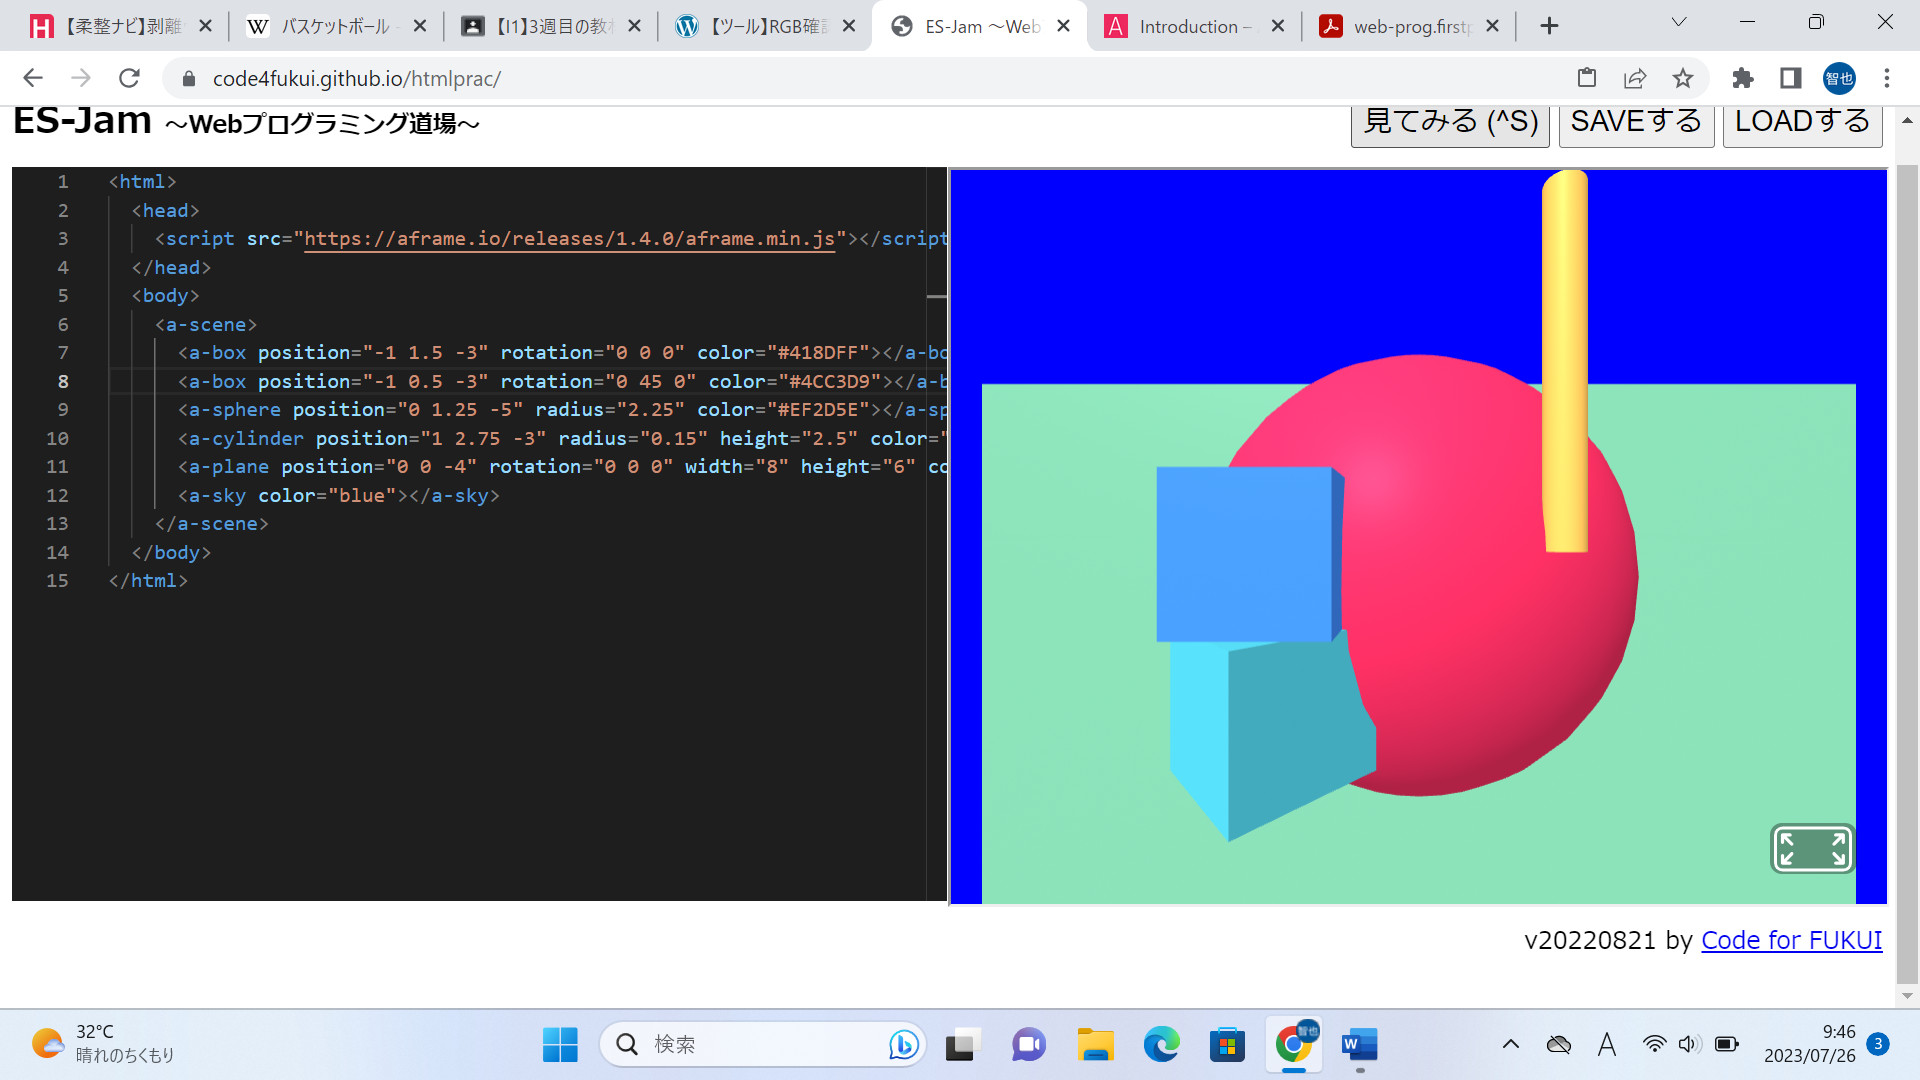 【柔整ナビ】剥離
バスケットボール -
【I1】3週目の教材
【ツール】RGB確認
ES-Jam ～Web
Introduction –
web-prog.firstp
code4fukui.github.io/htmlprac/
智也
ES-Jam ～Webプログラミング道場～
見てみる (^S)
SAVEする
LOADする
1 <html>
2 <head>
3 <script src="https://aframe.io/releases/1.4.0/aframe.min.js"></script
4 </head>
5 <body>
6 <a-scene>
7 <a-box position="-1 1.5 -3" rotation="0 0 0" color="#418DFF"></a-bo
8 <a-box position="-1 0.5 -3" rotation="0 45 0" color="#4CC3D9"></a-b
9 <a-sphere position="0 1.25 -5" radius="2.25" color="#EF2D5E"></a-sp
10 <a-cylinder position="1 2.75 -3" radius="0.15" height="2.5" color="
11 <a-plane position="0 0 -4" rotation="0 0 0" width="8" height="6" co
12 <a-sky color="blue"></a-sky>
13 </a-scene>
14 </body>
15 </html>
v20220821 by Code for FUKUI
32°C
晴れのちくもり
検索
智也
A
9:46
2023/07/26
3